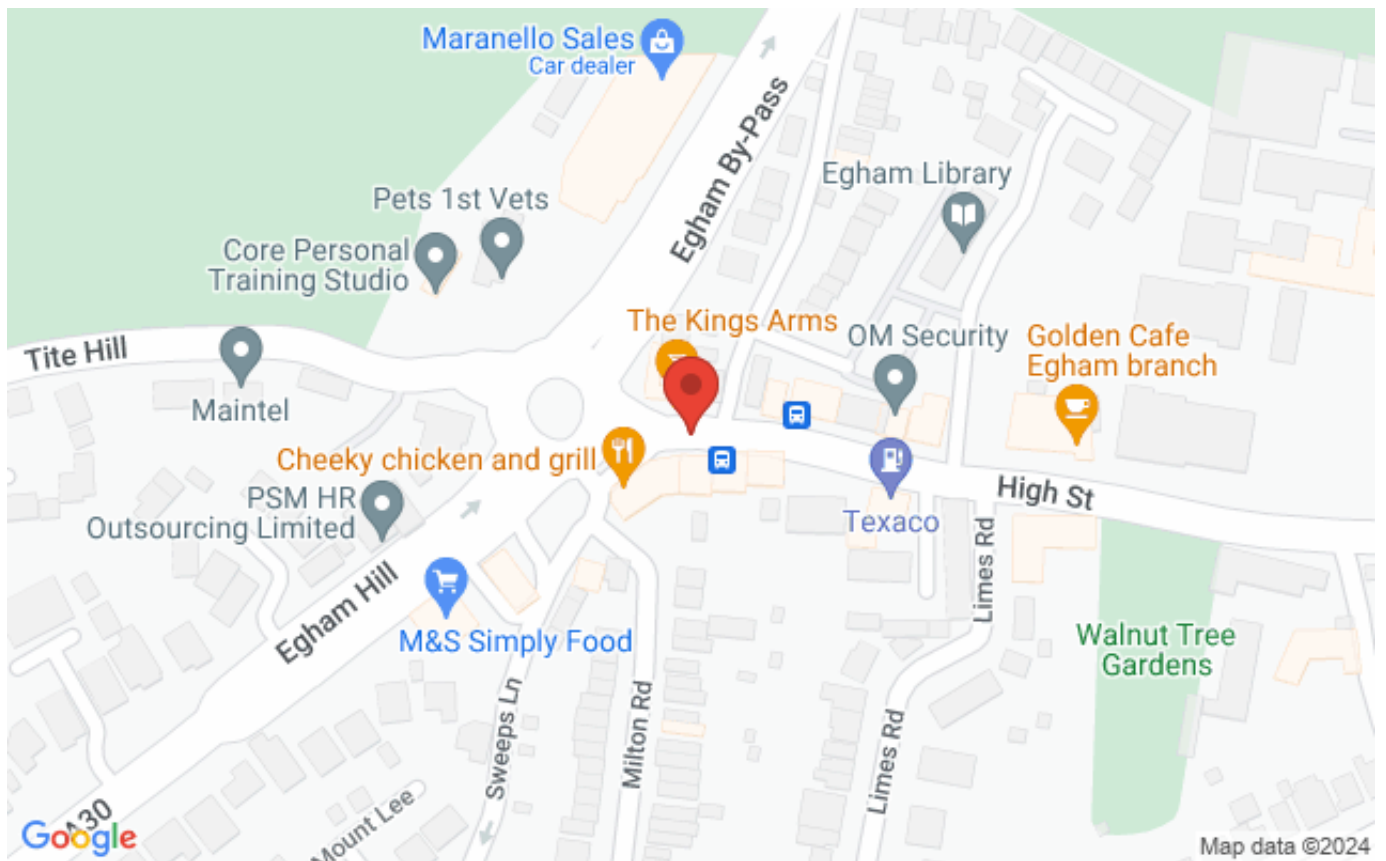 Maranello Sales
Car dealer
Egham By-Pass
Pets 1st Vets
Egham Library
Core Personal
Training Studio
The Kings Arms
OM Security
Golden Cafe
Egham branch
Tite Hill
Maintel
Cheeky chicken and grill
PSM HR
Outsourcing Limited
High St
Texaco
Limes Rd
Egham Hill
M&S Simply Food
Walnut Tree
Gardens
Sweeps Ln
Milton Rd
Limes Rd
A30
Mount Lee
Google
Map data ©2024